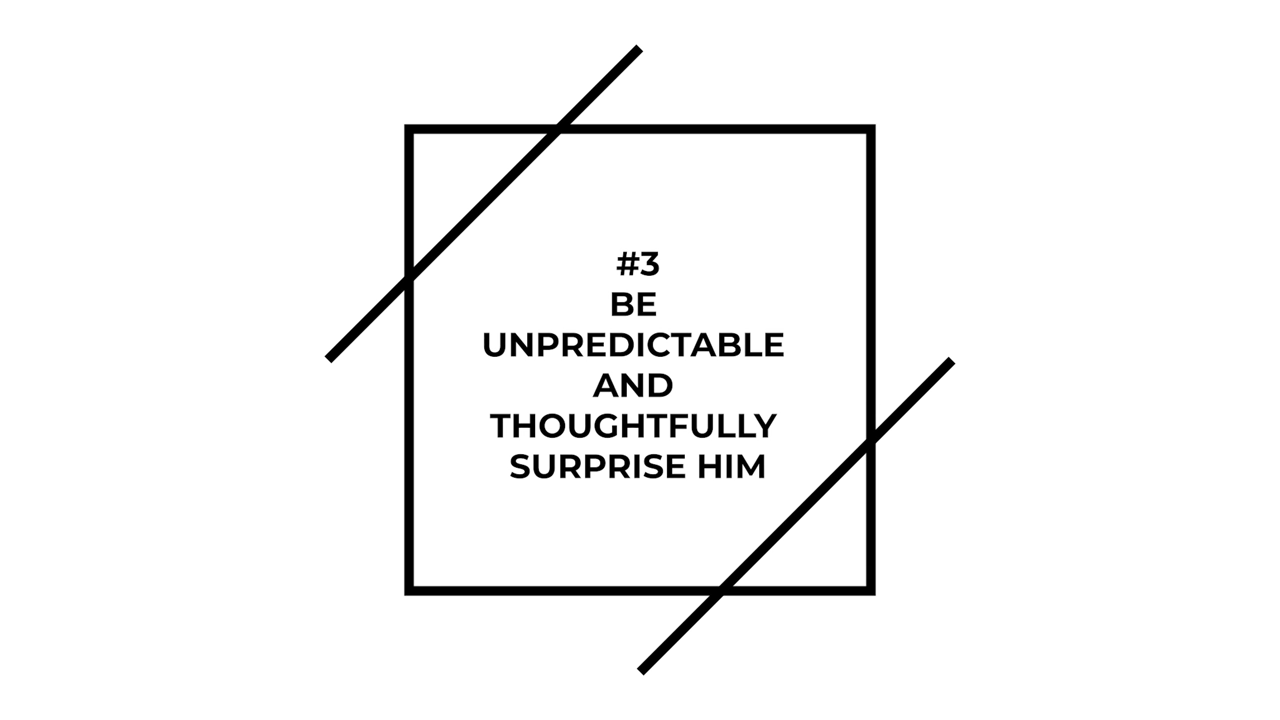 #3
BE
UNPREDICTABLE
AND
THOUGHTFULLY
SURPRISE HIM